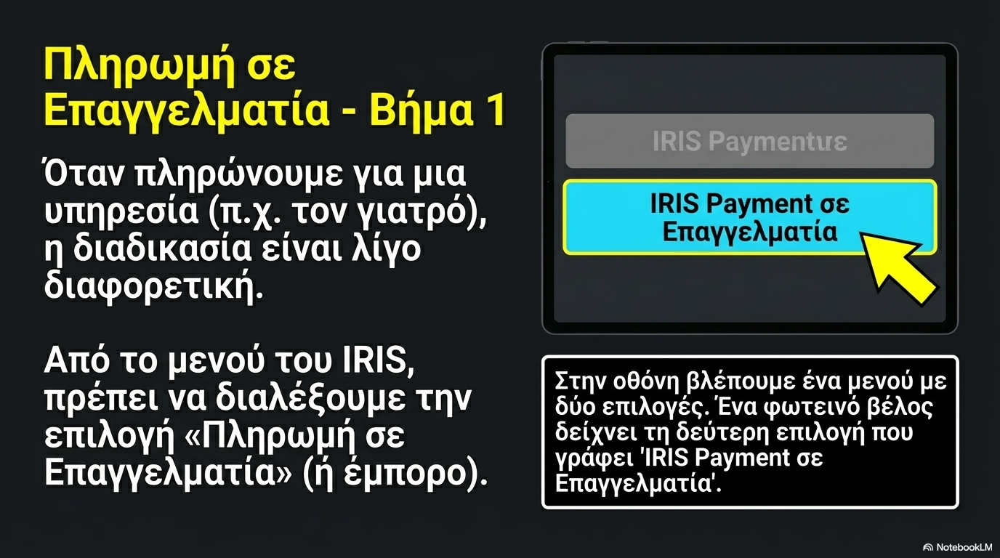 Πληρωμή σε
Επαγγελματία - Βήμα 1
Όταν πληρώνουμε για μια
υπηρεσία (π.χ. τον γιατρό),
η διαδικασία είναι λίγο
διαφορετική.
Από το μενού του IRIS,
πρέπει να διαλέξουμε την
επιλογή «Πληρωμή σε
Επαγγελματία» (ή έμπορο).
IRIS
IRIS Payment σε
Επαγγελματία
Στην οθόνη βλέπουμε ένα μενού με
δύο επιλογές. Ένα φωτεινό βέλος
δείχνει τη δεύτερη επιλογή που
γράφει 'IRIS Payment σε
Επαγγελματία'.
NotebookLM